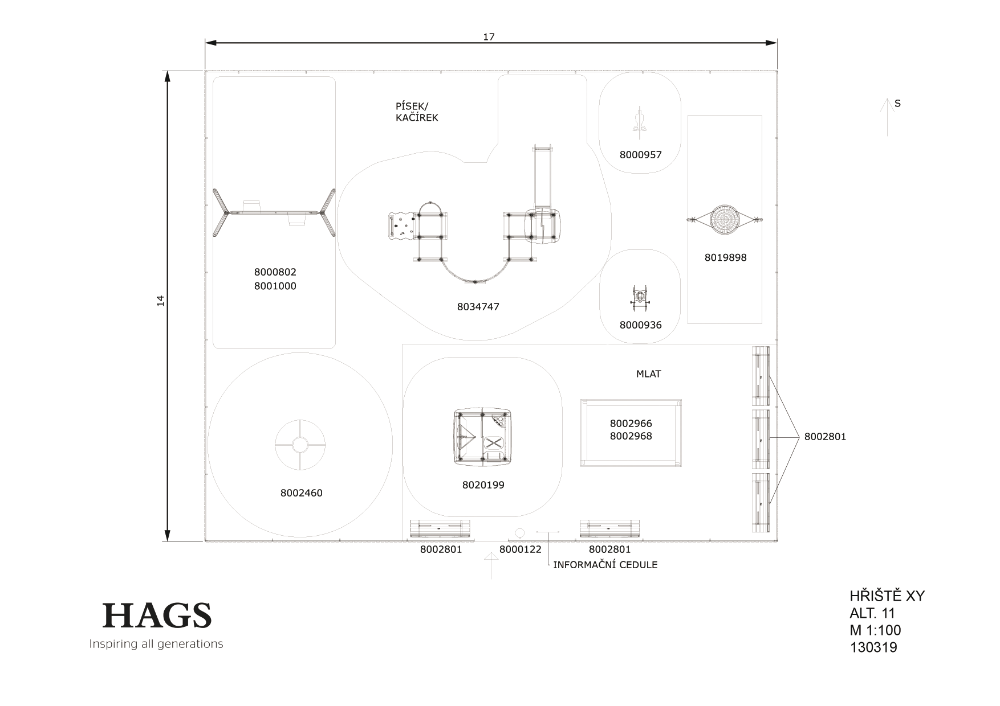 17
14
S
PÍSEK/
KAČÍREK
8000957
8000802
8001000
8019898
8034747
8000936
MLAT
8002966
8002968
8002801
8002460
8020199
8002801
8000122
8002801
INFORMAČNÍ CEDULE
HAGS
Inspiring all generations
HŘIŠTĚ XY
ALT. 11
M 1:100
130319